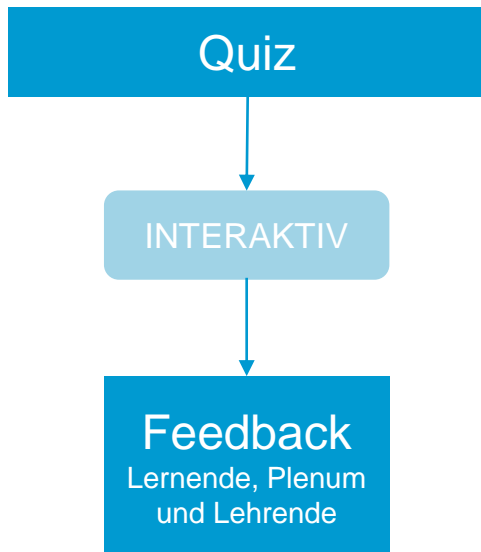 Quiz
INTERAKTIV
Feedback
Lernende, Plenum
und Lehrende